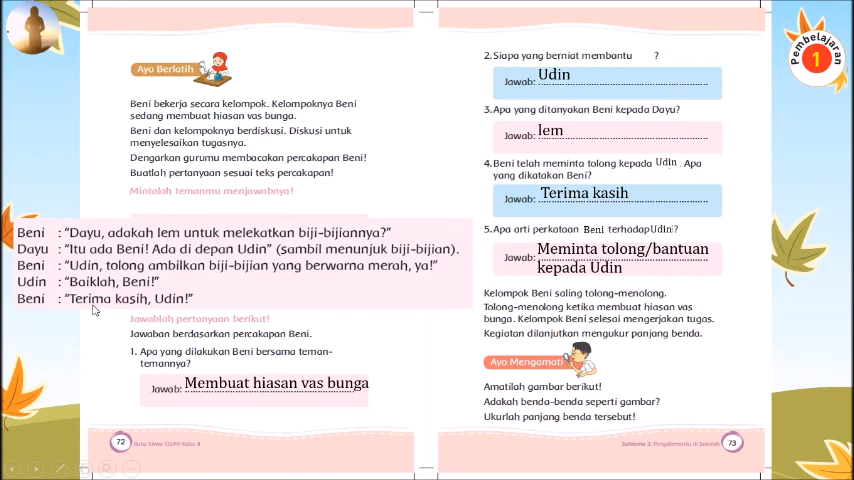 Ayo Berlatih
Beni bekerja secara kelompok. Kelompoknya Beni
sedang membuat hiasan vas bunga.
Beni dan kelompoknya berdiskusi. Diskusi untuk
menyelesaikan tugasnya.
Dengarkan gurumu membacakan percakapan Beni!
Buatlah pertanyaan sesuai teks percakapan!
Mintalah temanmu menjawabnya!
Beni : “Dayu, adakah lem untuk melekatkan biji-bijiannya?”
Dayu : “Itu ada Beni! Ada di depan Udin” (sambil menunjuk biji-bijian).
Beni : “Udin, tolong ambilkan biji-bijian yang berwarna merah, ya!”
Udin : “Baiklah, Beni!”
Beni : “Terima kasih, Udin!”
Jawablah pertanyaan berikut!
Jawaban berdasarkan percakapan Beni.
1. Apa yang dilakukan Beni bersama teman-
temannya?
Jawab: Membuat hiasan vas bunga
72 Buku Siswa SD/MI Kelas II
2. Siapa yang berniat membantu ?
Jawab: Udin
3. Apa yang ditanyakan Beni kepada Dayu?
Jawab: lem
4. Beni telah meminta tolong kepada Udin . Apa
yang dikatakan Beni?
Jawab: Terima kasih
5. Apa arti perkataan Beni terhadap Udin ?
Jawab: Meminta tolong/bantuan
kepada Udin
Kelompok Beni saling tolong-menolong.
Tolong-menolong ketika membuat hiasan vas
bunga. Kelompok Beni selesai mengerjakan tugas.
Kegiatan dilanjutkan mengukur panjang benda.
Ayo Mengamati
Amatilah gambar berikut!
Adakah benda-benda seperti gambar?
Ukurlah panjang benda tersebut!
Subtema 2: Pengalamanku di Sekolah 73
Pembelajaran
1